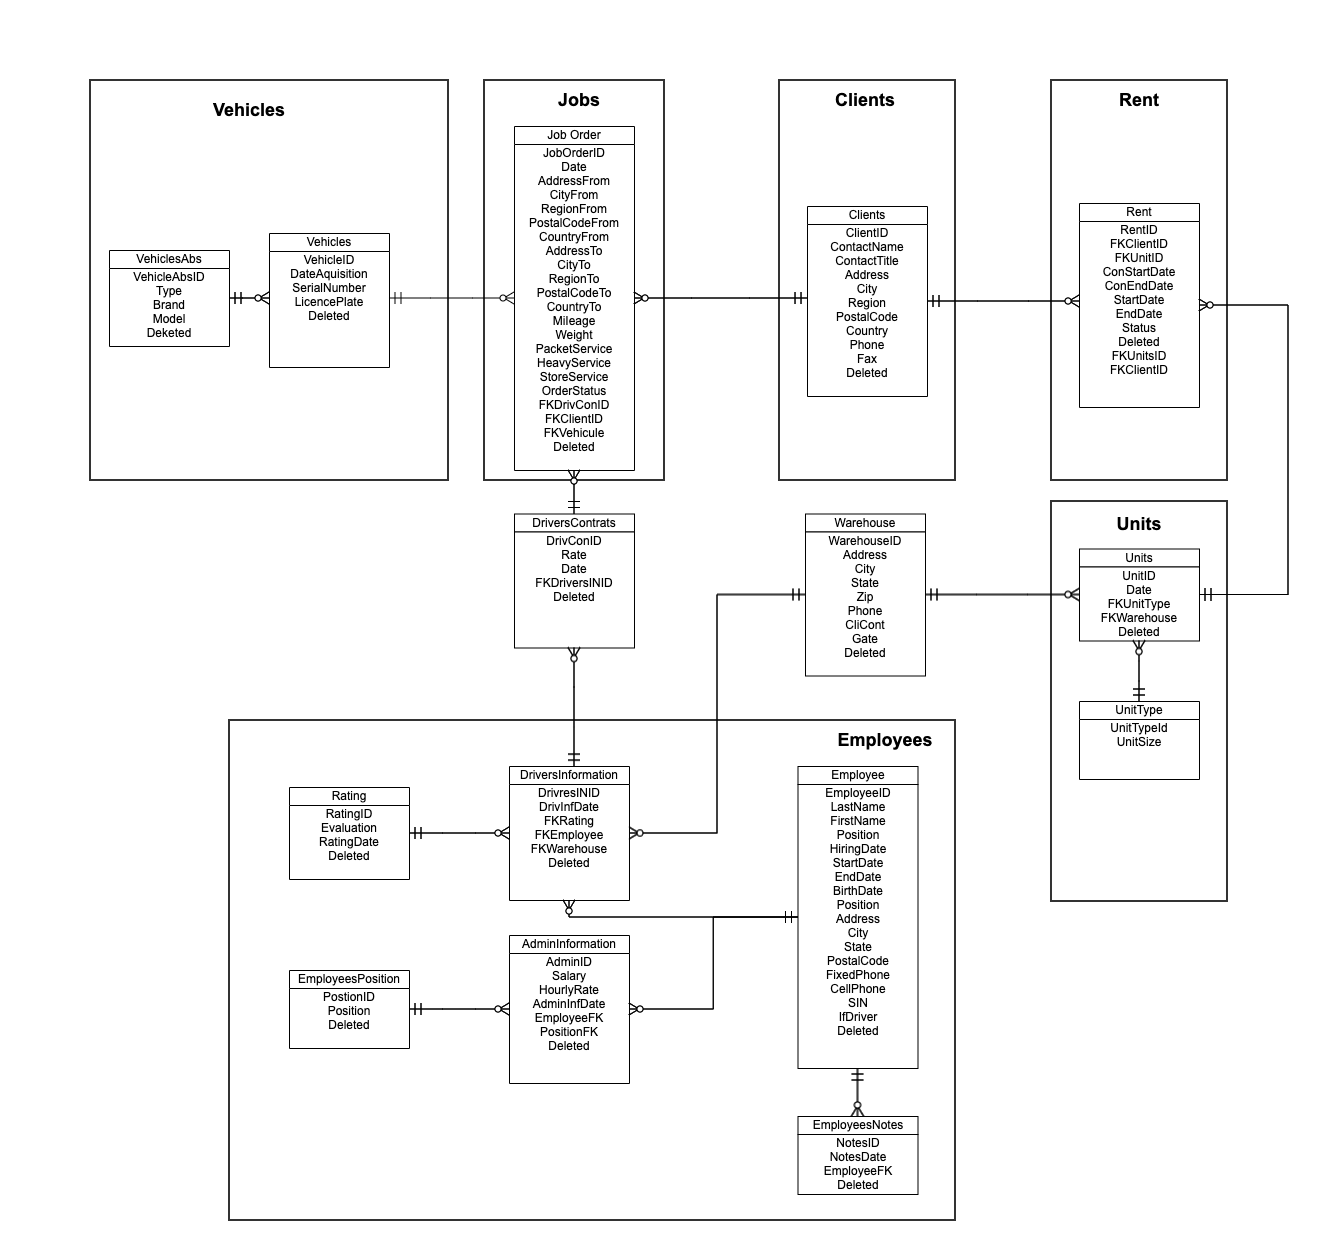 Vehicles
VehiclesAbs
VehicleAbsID
Type
Brand
Model
Deketed
Vehicles
VehicleID
DateAquisition
SerialNumber
LicencePlate
Deleted
Jobs
Job Order
JobOrderID
Date
AddressFrom
CityFrom
RegionFrom
PostalCodeFrom
CountryFrom
AddressTo
CityTo
RegionTo
PostalCodeTo
CountryTo
Mileage
Weight
PacketService
HeavyService
StoreService
OrderStatus
FKDrivConID
FKClientID
FKVehicule
Deleted
Clients
Clients
ClientID
ContactName
ContactTitle
Address
City
Region
PostalCode
Country
Phone
Fax
Deleted
Rent
Rent
RentID
FKClientID
FKUnitID
ConStartDate
ConEndDate
StartDate
EndDate
Status
Deleted
FKUnitsID
FKClientID
DriversContrats
DrivConID
Rate
Date
FKDriversINID
Deleted
Warehouse
WarehouseID
Address
City
State
Zip
Phone
CliCont
Gate
Deleted
Units
Units
UnitID
Date
FKUnitType
FKWarehouse
Deleted
UnitType
UnitTypeId
UnitSize
Employees
Rating
RatingID
Evaluation
RatingDate
Deleted
DriversInformation
DrivresINID
DrivInfDate
FKRating
FKEmployee
FKWarehouse
Deleted
Employee
EmployeeID
LastName
FirstName
Position
HiringDate
StartDate
EndDate
BirthDate
Position
Address
City
State
PostalCode
FixedPhone
CellPhone
SIN
IfDriver
Deleted
EmployeesPosition
PostionID
Position
Deleted
AdminInformation
AdminID
Salary
HourlyRate
AdminInfDate
EmployeeFK
PositionFK
Deleted
EmployeesNotes
NotesID
NotesDate
EmployeeFK
Deleted